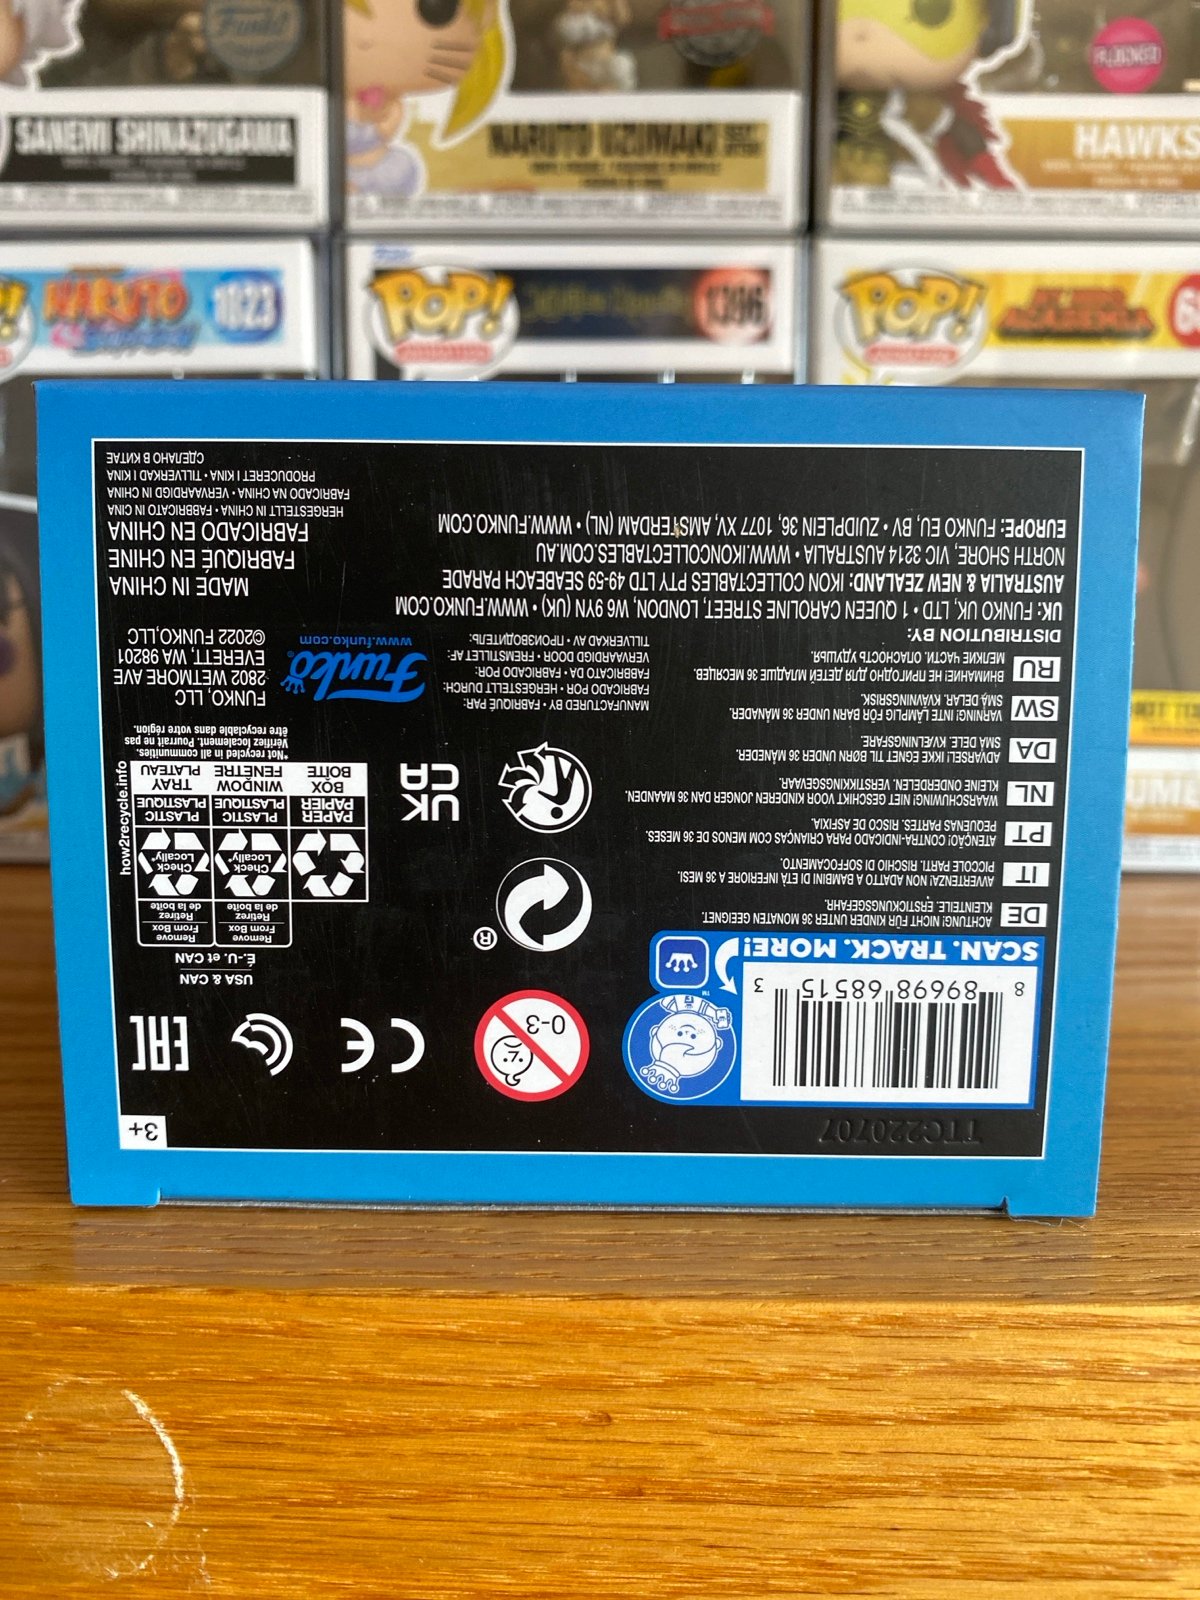 Funko
FLOCKED
SANEMI SHINAZUGAWA
NARUTO UZUMAKI
HAWKS
POP!
ANIMATION
1396
NARUTO
1023
MY HERO
ACADEMIA
TTC220707
3+
8 89698 68515 3
SCAN. TRACK. MORE!
™
0-3
CE
EAC
DE
ACHTUNG! NICHT FÜR KINDER UNTER 36 MONATEN GEEIGNET.
KLEINTEILE. ERSTICKUNGSGEFAHR.
IT
AVVERTENZA! NON ADATTO A BAMBINI DI ETÀ INFERIORE A 36 MESI.
PICCOLE PARTI. RISCHIO DI SOFFOCAMENTO.
PT
ATENÇÃO! CONTRA-INDICADO PARA CRIANÇAS COM MENOS DE 36 MESES.
PEQUENAS PARTES. RISCO DE ASFIXIA.
NL
WAARSCHUWING! NIET GESCHIKT VOOR KINDEREN JONGER DAN 36 MAANDEN.
KLEINE ONDERDELEN. VERSTIKKINGSGEVAAR.
DA
ADVARSEL! EGNET IKKE TIL BØRN UNDER 36 MÅNEDER.
SMÅ DELE. KVÆLNINGSFARE.
SW
VARNING! INTE LÄMPLIG FÖR BARN UNDER 36 MÅNADER.
SMÅ DELAR. KVÄVNINGSRISK.
RU
ВНИМАНИЕ! НЕ ПРИГОДНО ДЛЯ ДЕТЕЙ МЛАДШЕ 36 МЕСЯЦЕВ.
МЕЛКИЕ ЧАСТИ. ОПАСНОСТЬ УДУШЬЯ.
®
UK
CA
USA & CAN
É.-U. et CAN
Remove
From Box
Retirez
de la boîte
Remove
From Box
Retirez
de la boîte
Check
Locally*
Check
Locally*
PAPER
PAPIER
PLASTIC
PLASTIQUE
PLASTIC
PLASTIQUE
BOX
BOÎTE
WINDOW
FENÊTRE
TRAY
PLATEAU
how2recycle.info
*Not recycled in all communities.
Vérifiez localement. Pourrait ne pas
être recyclable dans votre région.
MANUFACTURED BY • FABRIQUÉ PAR:
FABRICADO POR • HERGESTELLT DURCH:
FABRICATO DA • FABRICADO POR:
VERVAARDIGD DOOR • FREMSTILLET AF:
TILLVERKAD AV • ПРОИЗВОДИТЕЛЬ:
Funko®
www.funko.com
FUNKO, LLC
2802 WETMORE AVE
EVERETT, WA 98201
©2022 FUNKO,LLC
DISTRIBUTION BY:
UK: FUNKO UK, LTD • 1 QUEEN CAROLINE STREET, LONDON, W6 9YN (UK) • WWW.FUNKO.COM
AUSTRALIA & NEW ZEALAND: IKON COLLECTABLES PTY LTD 49-59 SEABEACH PARADE
NORTH SHORE, VIC 3214 AUSTRALIA • WWW.IKONCOLLECTABLES.COM.AU
EUROPE: FUNKO EU, BV • ZUIDPLEIN 36, 1077 XV, AMSTERDAM (NL) • WWW.FUNKO.COM
MADE IN CHINA
FABRIQUÉ EN CHINE
FABRICADO EN CHINA
HERGESTELLT IN CHINA • FABBRICATO IN CINA
FABRICADO NA CHINA • VERVAARDIGD IN CHINA
PRODUCERET I KINA • TILLVERKAD I KINA
СДЕЛАНО В КИТАЕ